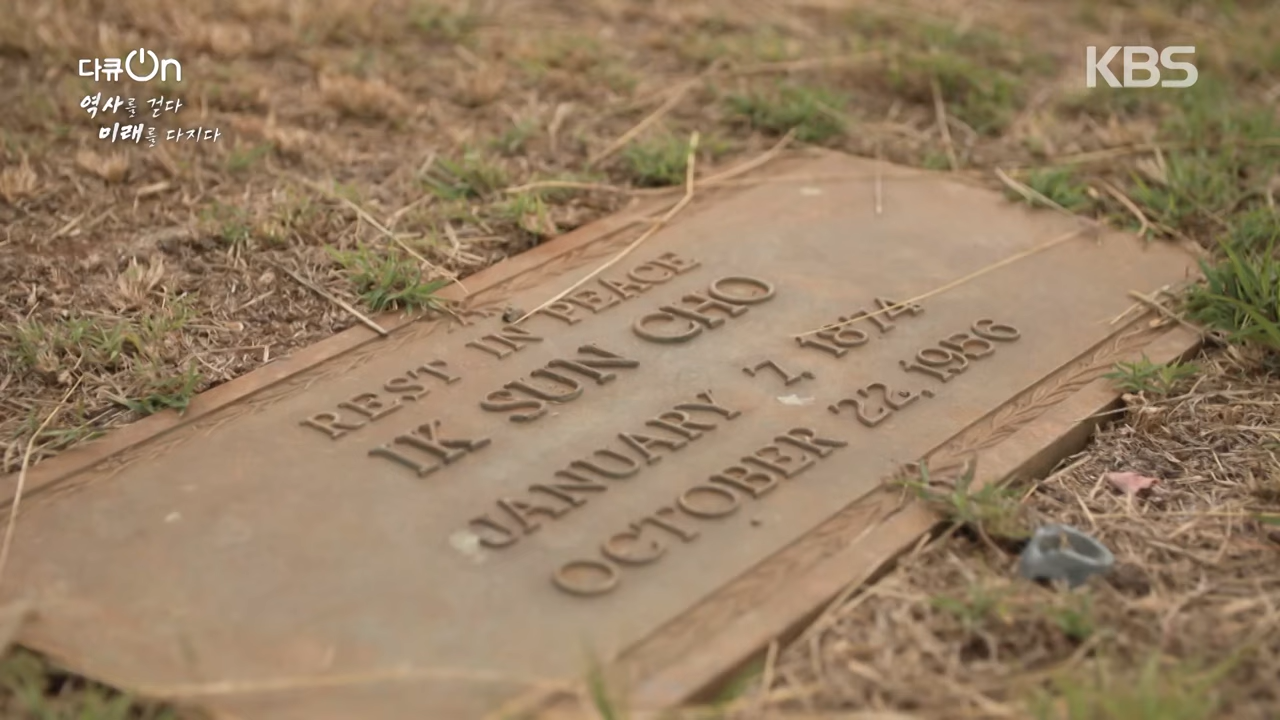 다큐On
역사를 걷다
미래를 다지다
KBS
REST IN PEACE
IK SUN CHO
JANUARY 7, 1874
OCTOBER 22, 1956